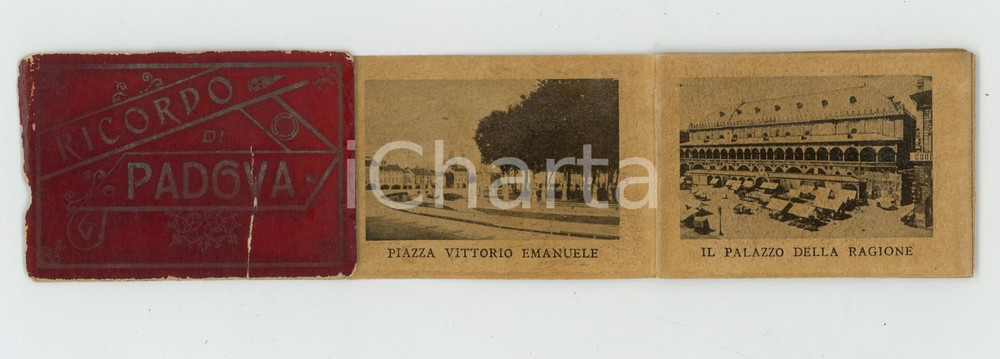 RICORDO
DI
PADOVA
PIAZZA VITTORIO EMANUELE
IL PALAZZO DELLA RAGIONE
iCharta